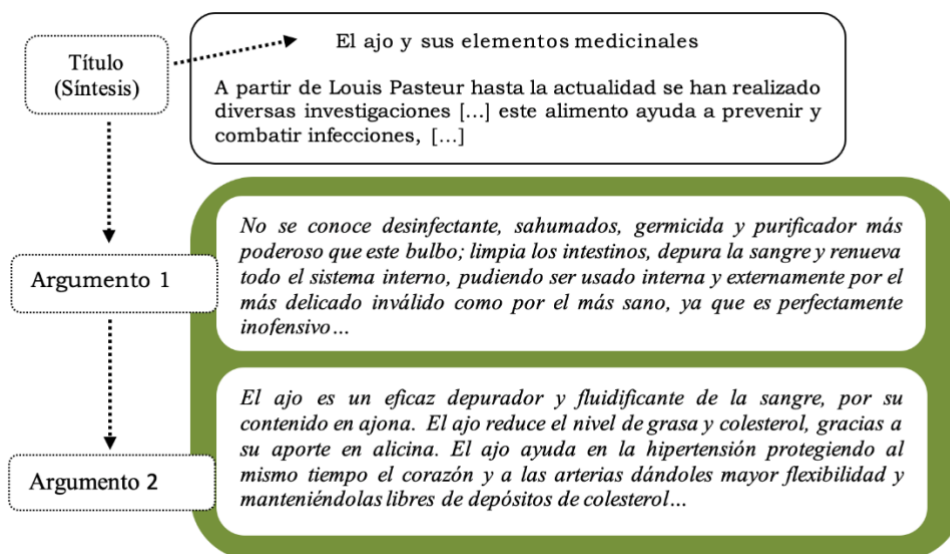 Título
(Síntesis)
El ajo y sus elementos medicinales
A partir de Louis Pasteur hasta la actualidad se han realizado
diversas investigaciones [...] este alimento ayuda a prevenir y
combatir infecciones, [...]
Argumento 1
No se conoce desinfectante, sahumados, germicida y purificador más
poderoso que este bulbo; limpia los intestinos, depura la sangre y renueva
todo el sistema interno, pudiendo ser usado interna y externamente por el
más delicado inválido como por el más sano, ya que es perfectamente
inofensivo...
Argumento 2
El ajo es un eficaz depurador y fluidificante de la sangre, por su
contenido en ajona. El ajo reduce el nivel de grasa y colesterol, gracias a
su aporte en alicina. El ajo ayuda en la hipertensión protegiendo al
mismo tiempo el corazón y a las arterias dándoles mayor flexibilidad y
manteniéndolas libres de depósitos de colesterol...